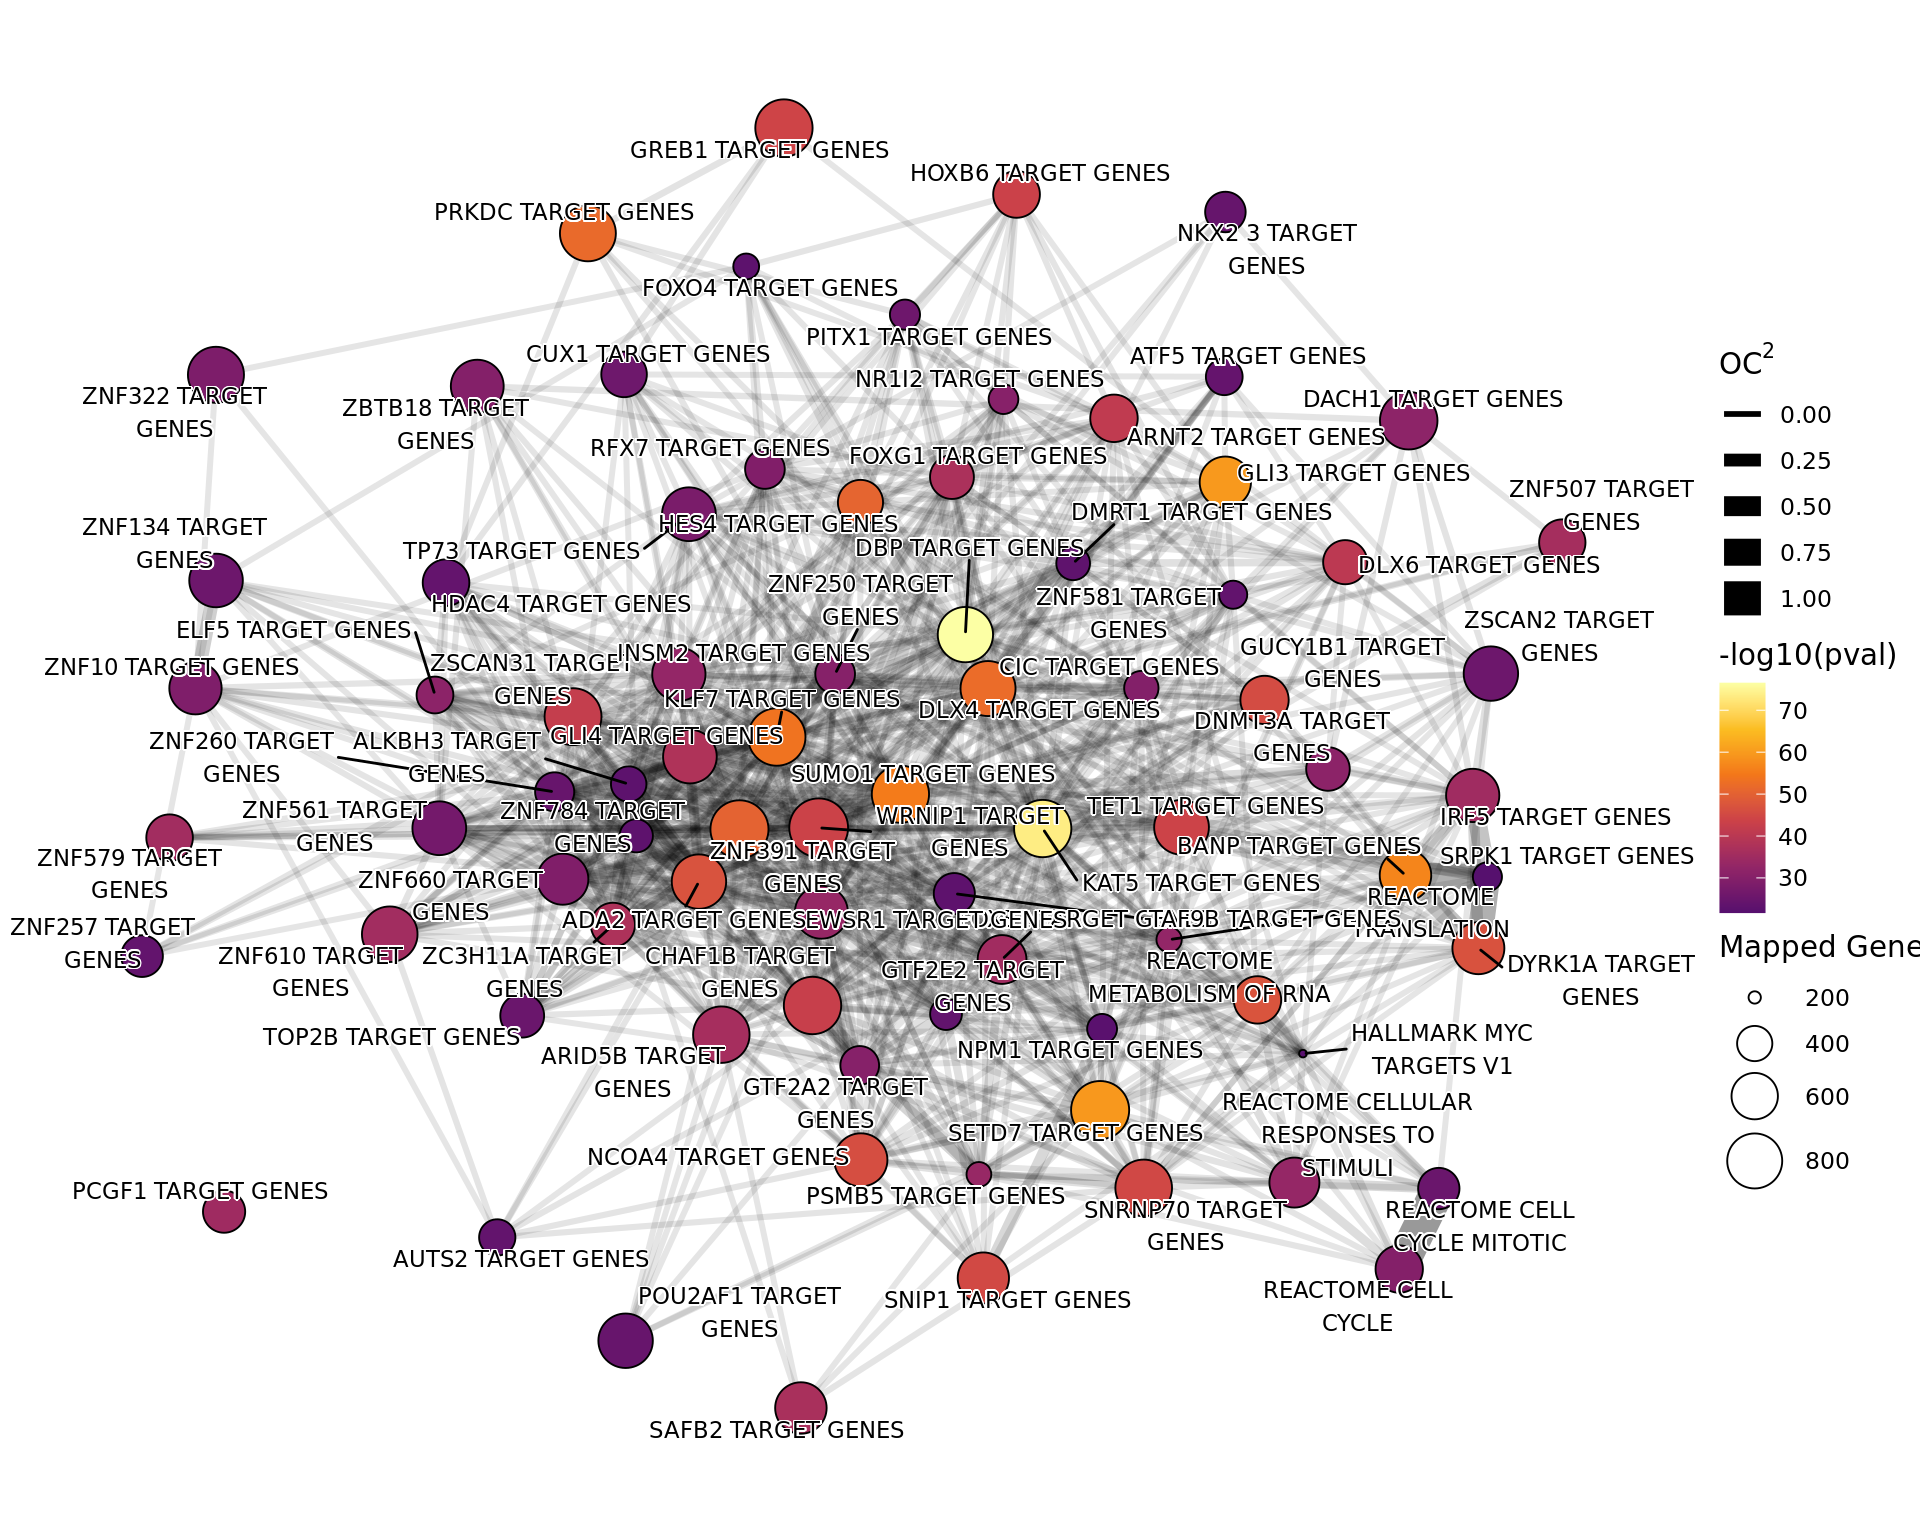 GREB1 TARGET GENES
HOXB6 TARGET GENES
PRKDC TARGET GENES
NKX2 3 TARGET
GENES
FOXO4 TARGET GENES
PITX1 TARGET GENES
CUX1 TARGET GENES
ATF5 TARGET GENES
NR1I2 TARGET GENES
ZNF322 TARGET
GENES
ZBTB18 TARGET
GENES
DACH1 TARGET GENES
ARNT2 TARGET GENES
RFX7 TARGET GENES
FOXG1 TARGET GENES
GLI3 TARGET GENES
ZNF507 TARGET
GENES
DMRT1 TARGET GENES
HES4 TARGET GENES
ZNF134 TARGET
GENES
TP73 TARGET GENES
DBP TARGET GENES
DLX6 TARGET GENES
ZNF250 TARGET
GENES
HDAC4 TARGET GENES
ZNF581 TARGET
GENES
ELF5 TARGET GENES
ZSCAN2 TARGET
GENES
GUCY1B1 TARGET
GENES
ZNF10 TARGET GENES
ZSCAN31 TARGET
GENES
INSM2 TARGET GENES
CIC TARGET GENES
KLF7 TARGET GENES
DLX4 TARGET GENES
DNMT3A TARGET
GENES
GLI4 TARGET GENES
ZNF260 TARGET
GENES
ALKBH3 TARGET
GENES
SUMO1 TARGET GENES
ZNF561 TARGET
GENES
ZNF784 TARGET
GENES
WRNIP1 TARGET
GENES
TET1 TARGET GENES
IRF5 TARGET GENES
BANP TARGET GENES
SRPK1 TARGET GENES
ZNF579 TARGET
GENES
ZNF391 TARGET
GENES
ZNF660 TARGET
GENES
KAT5 TARGET GENES
REACTOME
TRANSLATION
ADA2 TARGET GENES
EWSR1 TARGET GENES
TAF9B TARGET GENES
ZNF257 TARGET
GENES
ZNF610 TARGET
GENES
ZC3H11A TARGET
GENES
CHAF1B TARGET
GENES
GTF2E2 TARGET
GENES
REACTOME
METABOLISM OF RNA
DYRK1A TARGET
GENES
TOP2B TARGET GENES
ARID5B TARGET
GENES
NPM1 TARGET GENES
HALLMARK MYC
TARGETS V1
GTF2A2 TARGET
GENES
REACTOME CELLULAR
RESPONSES TO
STIMULI
SETD7 TARGET GENES
NCOA4 TARGET GENES
PCGF1 TARGET GENES
PSMB5 TARGET GENES
SNRNP70 TARGET
GENES
REACTOME CELL
CYCLE MITOTIC
AUTS2 TARGET GENES
POU2AF1 TARGET
GENES
SNIP1 TARGET GENES
REACTOME CELL
CYCLE
SAFB2 TARGET GENES
OC2
0.00
0.25
0.50
0.75
1.00
-log10(pval)
70
60
50
40
30
Mapped Gene
200
400
600
800